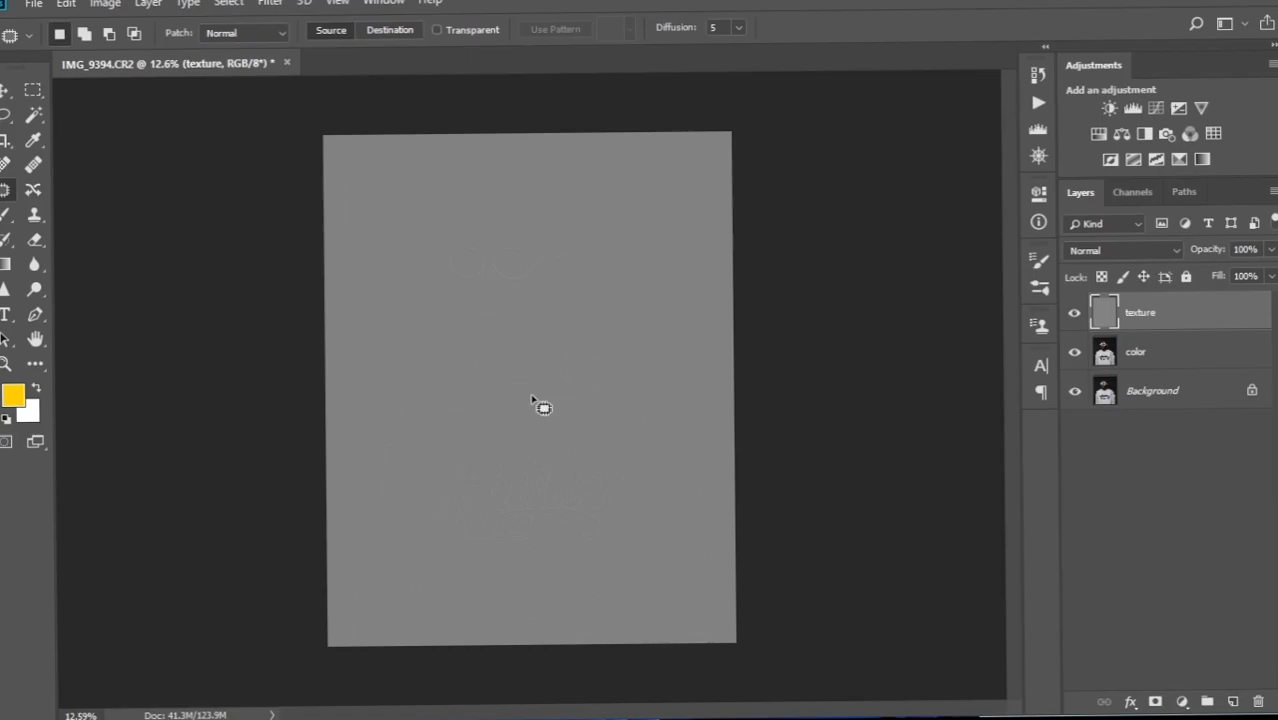 File Edit Image Layer Type Select Filter 3D View Window Help
Patch: Normal Source Destination Transparent Use Pattern Diffusion: 5
IMG_9394.CR2 @ 12.6% (texture, RGB/8*) * ×
Adjustments
Add an adjustment
Layers Channels Paths
Kind
Normal Opacity: 100%
Lock: Fill: 100%
texture
color
Background
12.59% Doc: 41.3M/123.9M